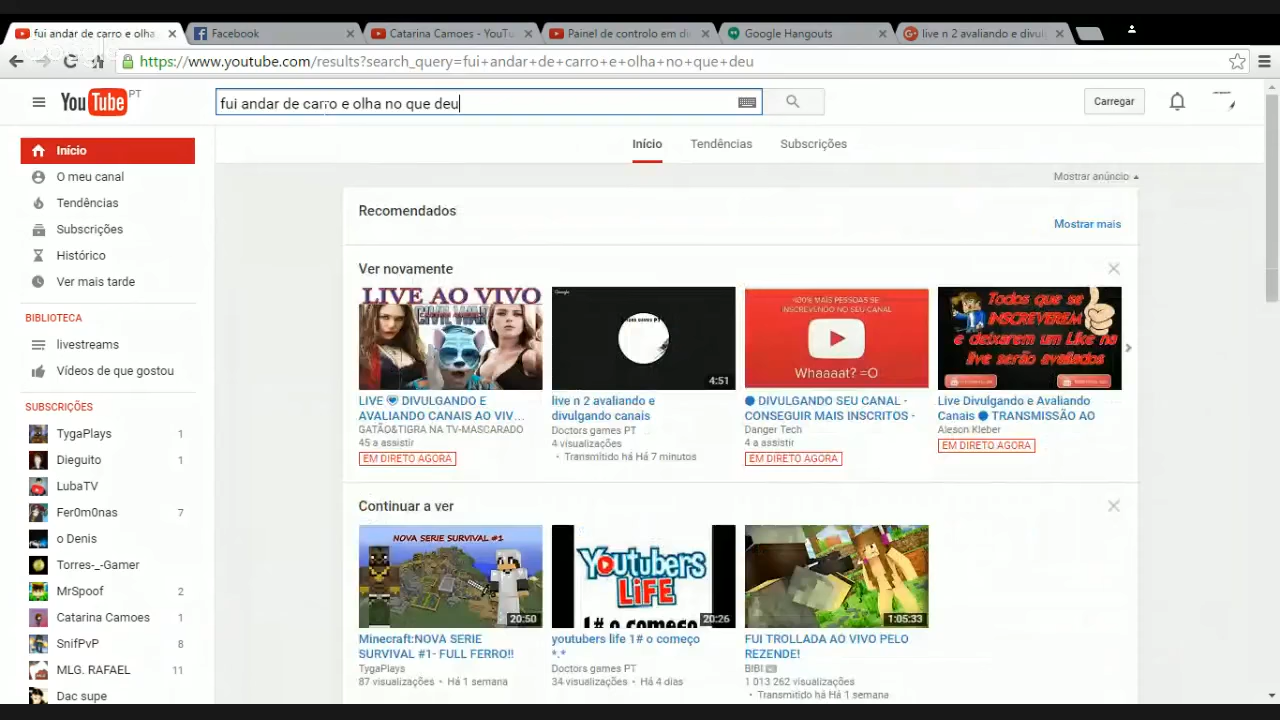 fui andar de carro e olha
Facebook
Catarina Camoes - YouTu
Painel de controlo em di
Google Hangouts
live n 2 avaliando e divul
https://www.youtube.com/results?search_query=fui+andar+de+carro+e+olha+no+que+deu
YouTube PT
fui andar de carro e olha no que deu
Carregar
Início
Tendências
Subscrições
Mostrar anúncio
Início
O meu canal
Tendências
Subscrições
Histórico
Ver mais tarde
BIBLIOTECA
livestreams
Vídeos de que gostou
SUBSCRIÇÕES
TygaPlays 1
Dieguito 1
LubaTV
Fer0m0nas 7
o Denis
Torres-_-Gamer
MrSpoof 2
Catarina Camoes 1
SnifPvP 8
MLG. RAFAEL 11
Dac supe
Recomendados
Mostrar mais
Ver novamente
LIVE AO VIVO
CIVIL WAR
LIVE 💙 DIVULGANDO E
AVALIANDO CANAIS AO VIV...
GATÃO&TIGRA NA TV-MASCARADO
45 a assistir
EM DIRETO AGORA
Google
4:51
live n 2 avaliando e
divulgando canais
Doctors games PT
4 visualizações
• Transmitido há Há 7 minutos
100% MAIS PESSOAS SE
INSCREVENDO NO SEU CANAL
Whaaaat? =O
🔵 DIVULGANDO SEU CANAL -
CONSEGUIR MAIS INSCRITOS -
Danger Tech
4 a assistir
EM DIRETO AGORA
Todos que se
INSCREVEREM
e deixarem um Like na
live serão avaliados
Live Divulgando e Avaliando
Canais 🔵 TRANSMISSÃO AO
Aleson Kleber
EM DIRETO AGORA
Continuar a ver
NOVA SERIE SURVIVAL #1
20:50
Minecraft:NOVA SERIE
SURVIVAL #1- FULL FERRO!!
TygaPlays
87 visualizações • Há 1 semana
YouTubers
LIFE
1# o começo
20:26
youtubers life 1# o começo
*.*
Doctors games PT
34 visualizações • Há 4 dias
1:05:33
FUI TROLLADA AO VIVO PELO
REZENDE!
BIBI
1 013 262 visualizações
• Transmitido há Há 1 semana